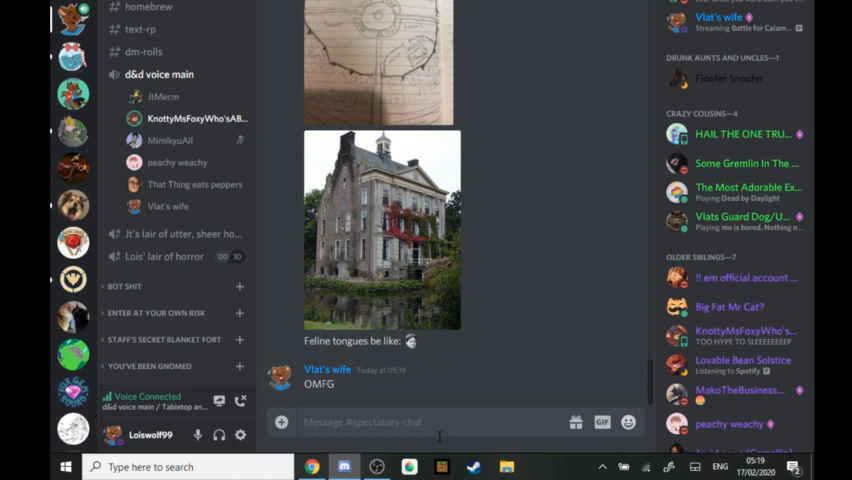 # homebrew
# text-rp
# dm-rolls
d&d voice main
JtMecm
KnottyMsFoxyWho'sAB...
MimikyuAll
peachy weachy
That Thing eats peppers
Vlat's wife
Jt's lair of utter, sheer ho...
Lois' lair of horror 00 10
BOT SHIT
ENTER AT YOUR OWN RISK
STAFF'S SECRET BLANKET FORT
YOU'VE BEEN GNOMED
Voice Connected
d&d voice main / Tabletop an...
Loiswolf99
Feline tongues be like:
Vlat's wife Today at 05:19
OMFG
Message #spectators-chat
GIF
Vlat's wife
Streaming Battle for Calam...
DRUNK AUNTS AND UNCLES—1
Floofer Snoofer
CRAZY COUSINS—4
HAIL THE ONE TRU...
Some Gremlin In The ...
The Most Adorable Ex...
Playing Dead by Daylight
Vlats Guard Dog/U...
Playing me is bored. Nothing n...
OLDER SIBLINGS—7
!! em official account ...
Big Fat Mr Cat?
KnottyMsFoxyWho's...
TOO HYPE TO SLEEEEEEEP
Lovable Bean Solstice
Listening to Spotify
MakoTheBusiness...
peachy weachy
Type here to search
ENG
05:19
17/02/2020
2